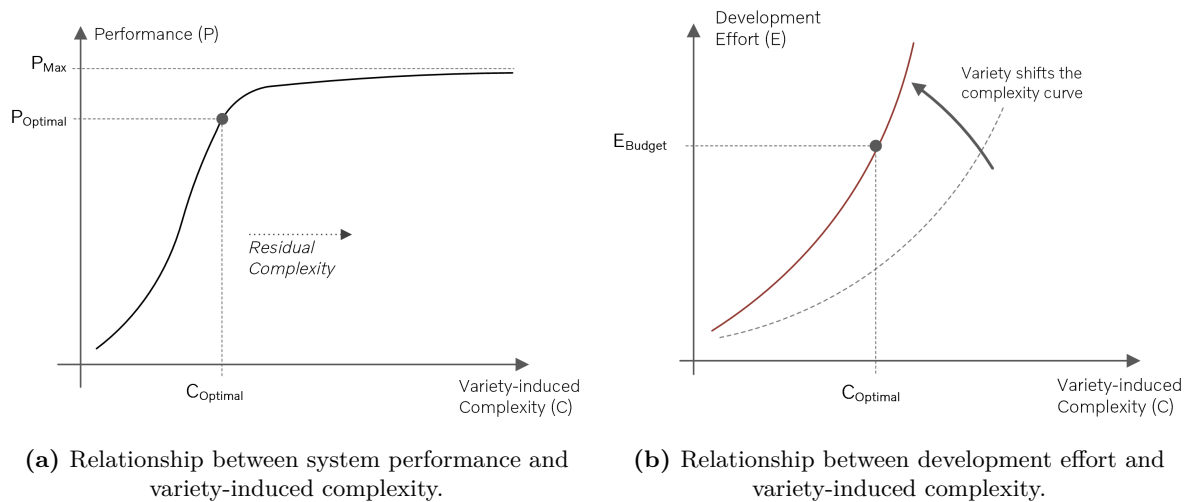 Performance (P)
P_Max
P_Optimal
Residual
Complexity
C_Optimal
Variety-induced
Complexity (C)
(a) Relationship between system performance and
variety-induced complexity.
Development
Effort (E)
Variety shifts the
complexity curve
E_Budget
C_Optimal
Variety-induced
Complexity (C)
(b) Relationship between development effort and
variety-induced complexity.